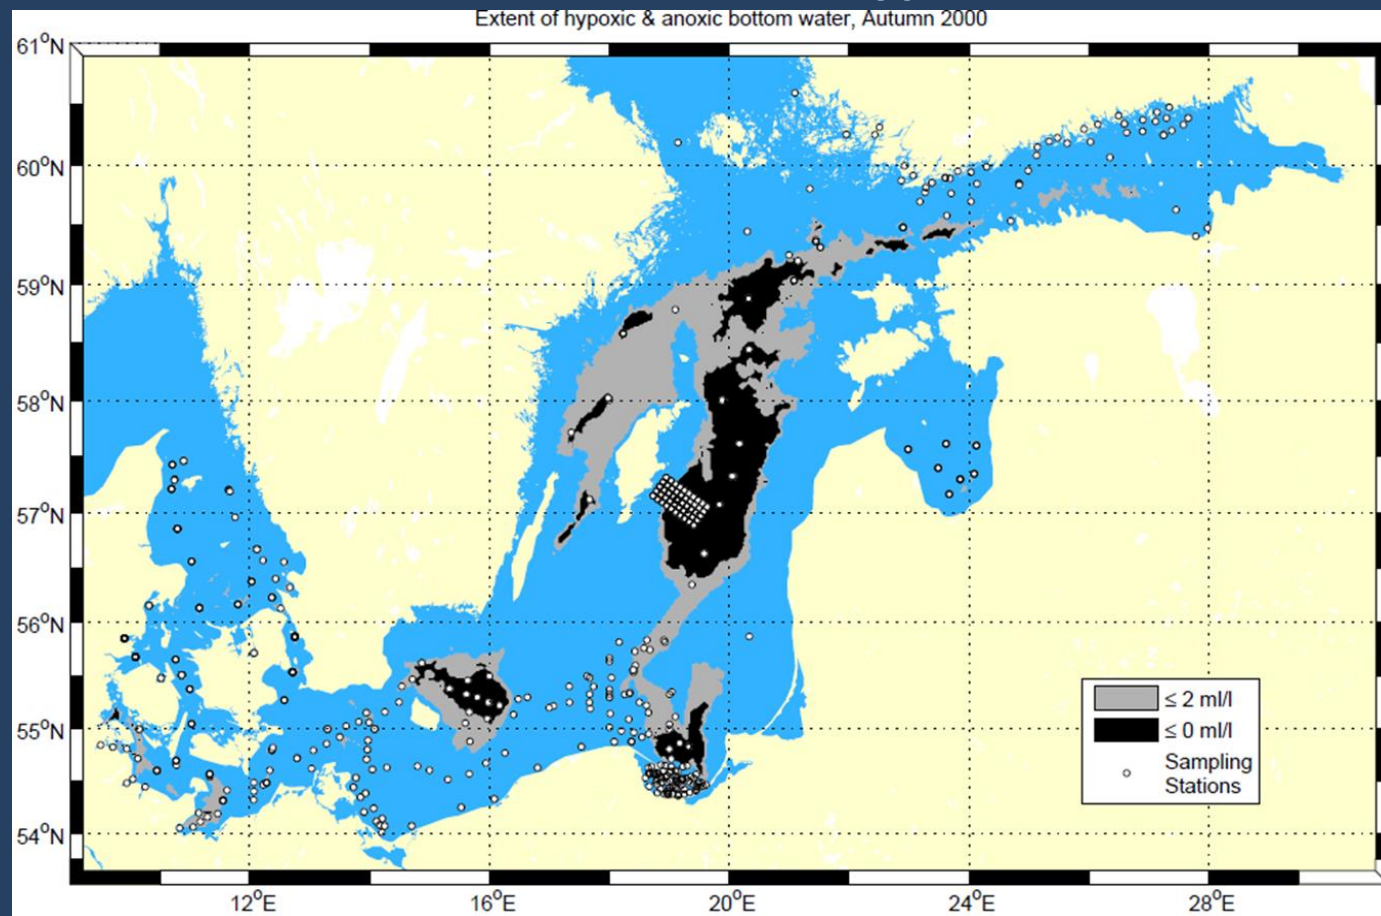 Extent of hypoxic & anoxic bottom water, Autumn 2000
61°N
60°N
59°N
58°N
57°N
56°N
55°N
54°N
≤ 2 ml/l
≤ 0 ml/l
Sampling
Stations
12°E
16°E
20°E
24°E
28°E